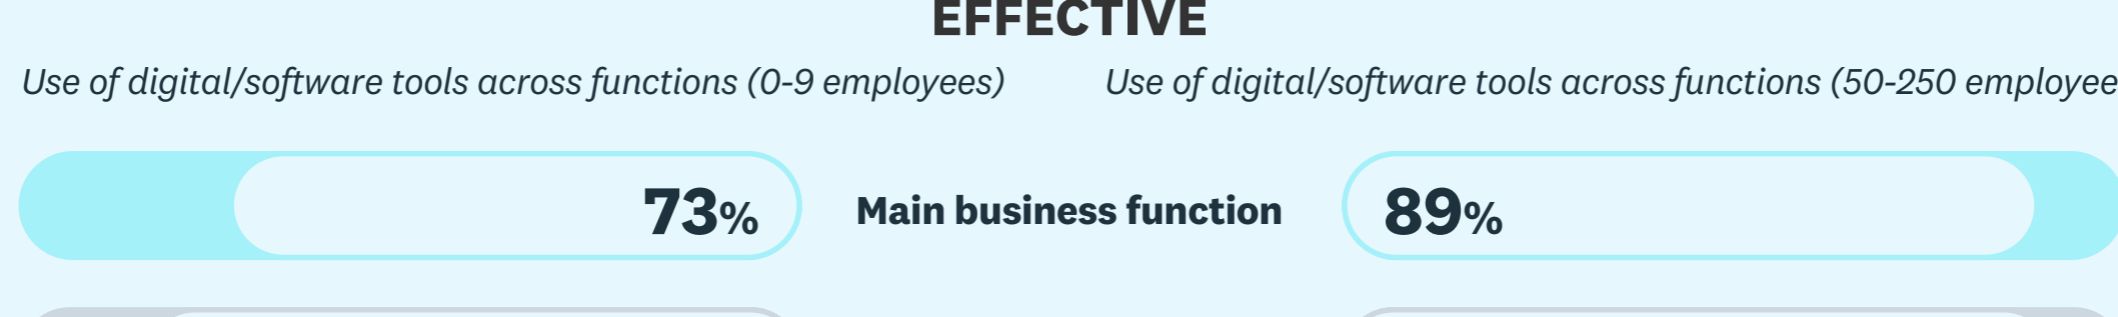 EFFECTIVE
Use of digital/software tools across functions (0-9 employees)
Use of digital/software tools across functions (50-250 employee
73%
Main business function
89%